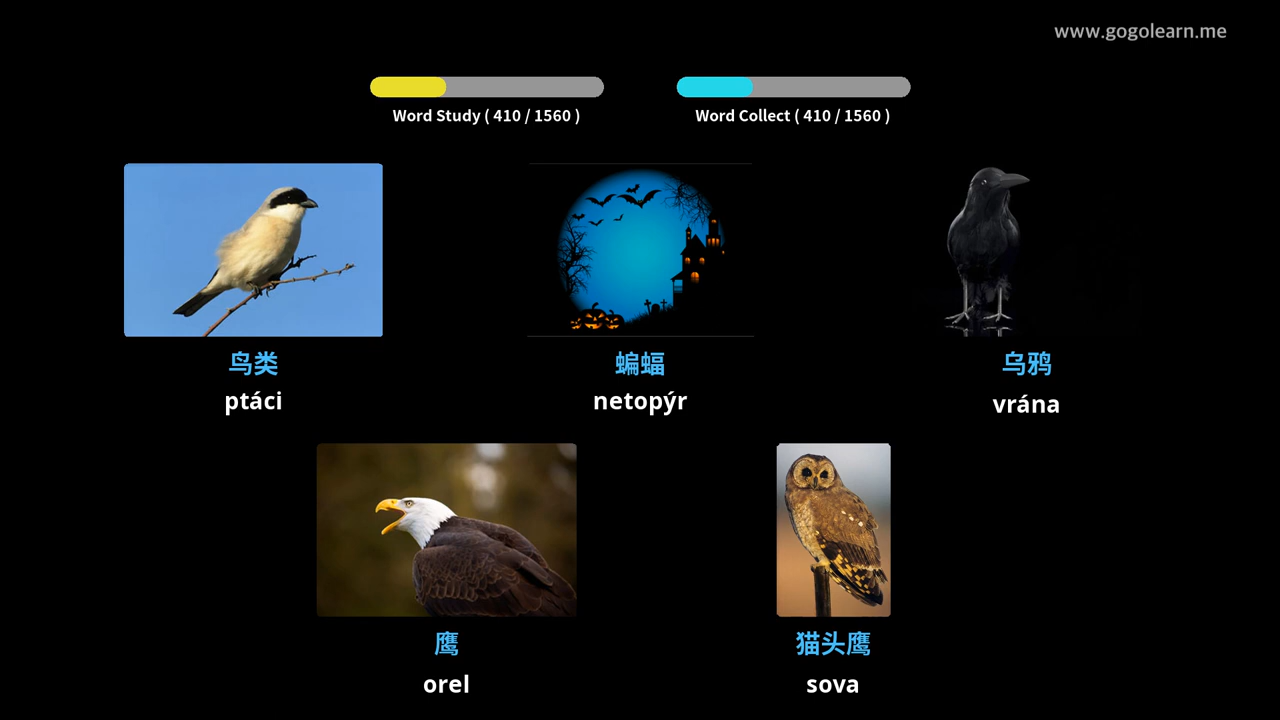 www.gogolearn.me
Word Study ( 410 / 1560 )
Word Collect ( 410 / 1560 )
鸟类
ptáci
蝙蝠
netopýr
乌鸦
vrána
鹰
orel
猫头鹰
sova